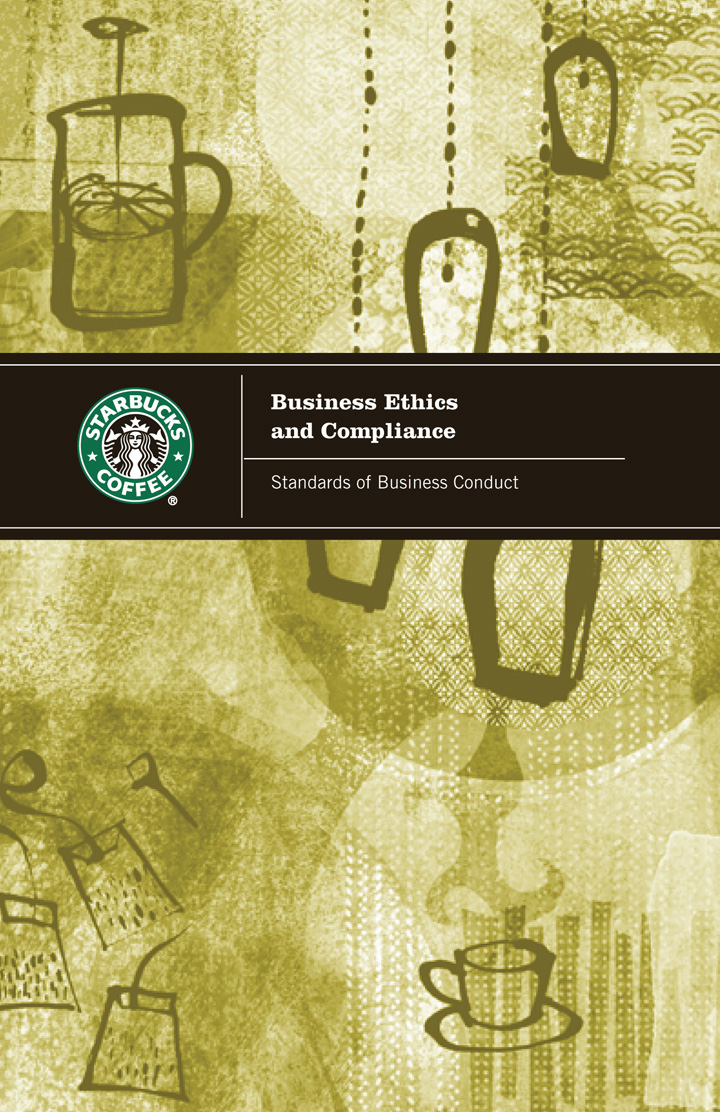 STARBUCKS
COFFEE
®
Business Ethics
and Compliance
Standards of Business Conduct